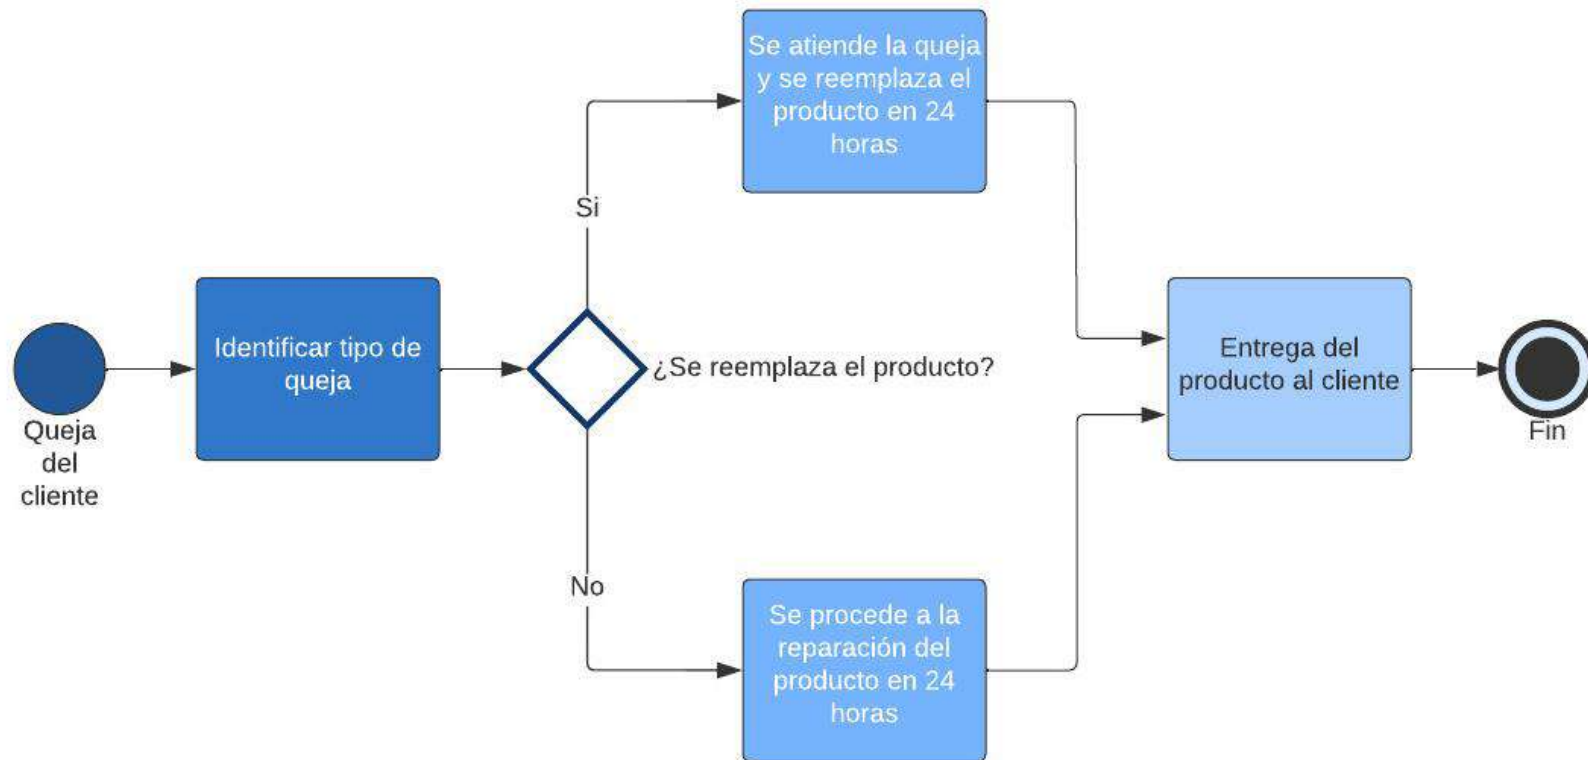 Queja
del
cliente
Identificar tipo de
queja
¿Se reemplaza el producto?
Si
Se atiende la queja
y se reemplaza el
producto en 24
horas
No
Se procede a la
reparación del
producto en 24
horas
Entrega del
producto al cliente
Fin